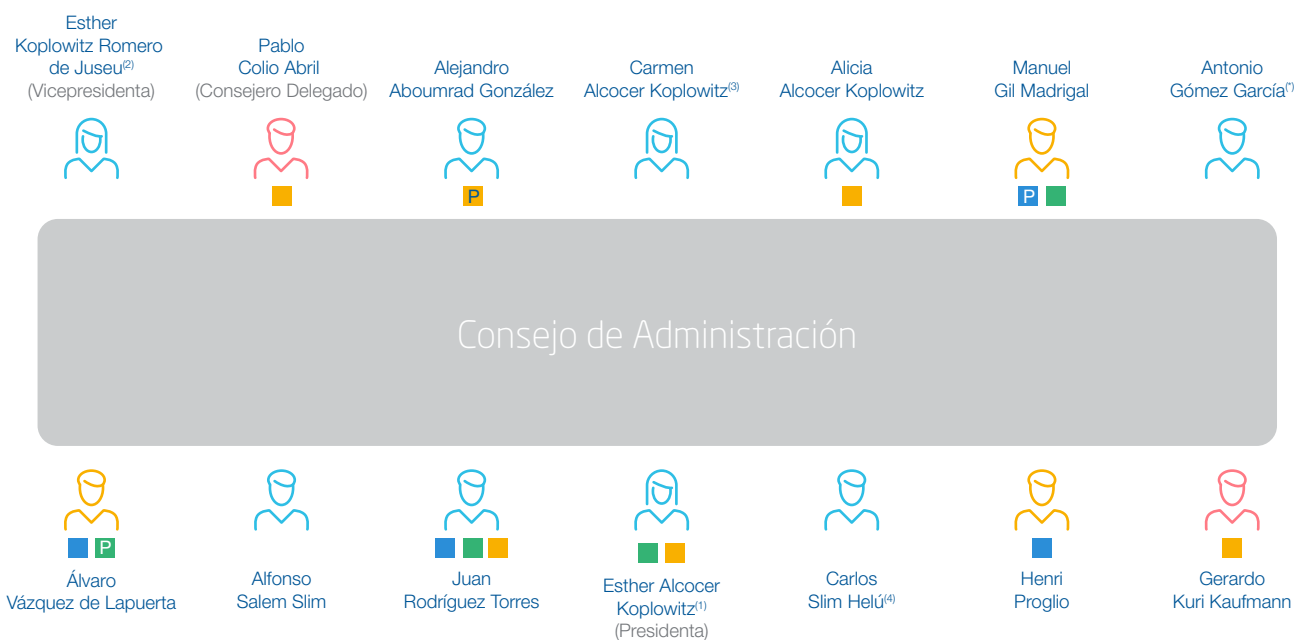 Esther
Koplowitz Romero
de Juseu(2)
(Vicepresidenta)
Pablo
Colio Abril
(Consejero Delegado)
Alejandro
Aboumrad González
Carmen
Alcocer Koplowitz(3)
Alicia
Alcocer Koplowitz
Manuel
Gil Madrigal
Antonio
Gómez García(*)
P
P
Consejo de Administración
P
Álvaro
Vázquez de Lapuerta
Alfonso
Salem Slim
Juan
Rodríguez Torres
Esther Alcocer
Koplowitz(1)
(Presidenta)
Carlos
Slim Helú(4)
Henri
Proglio
Gerardo
Kuri Kaufmann